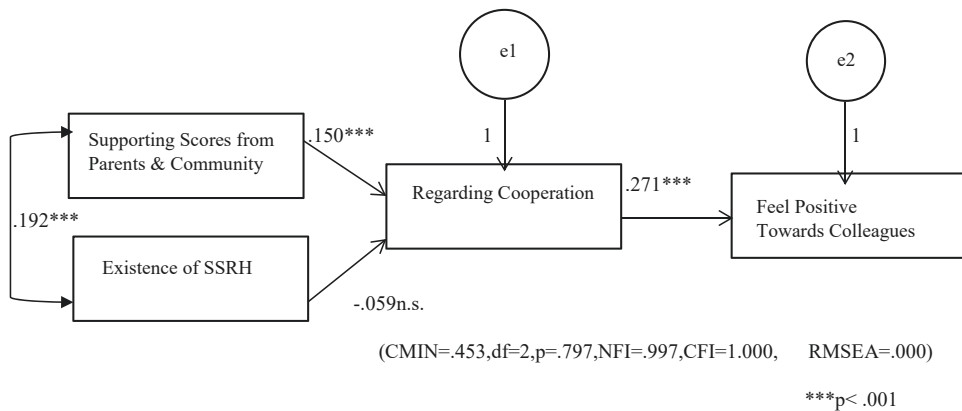 e1
e2
1
1
Supporting Scores from
Parents & Community
.150***
Regarding Cooperation
.271***
Feel Positive
Towards Colleagues
.192***
Existence of SSRH
-.059n.s.
(CMIN=.453,df=2,p=.797,NFI=.997,CFI=1.000, RMSEA=.000)
***p< .001